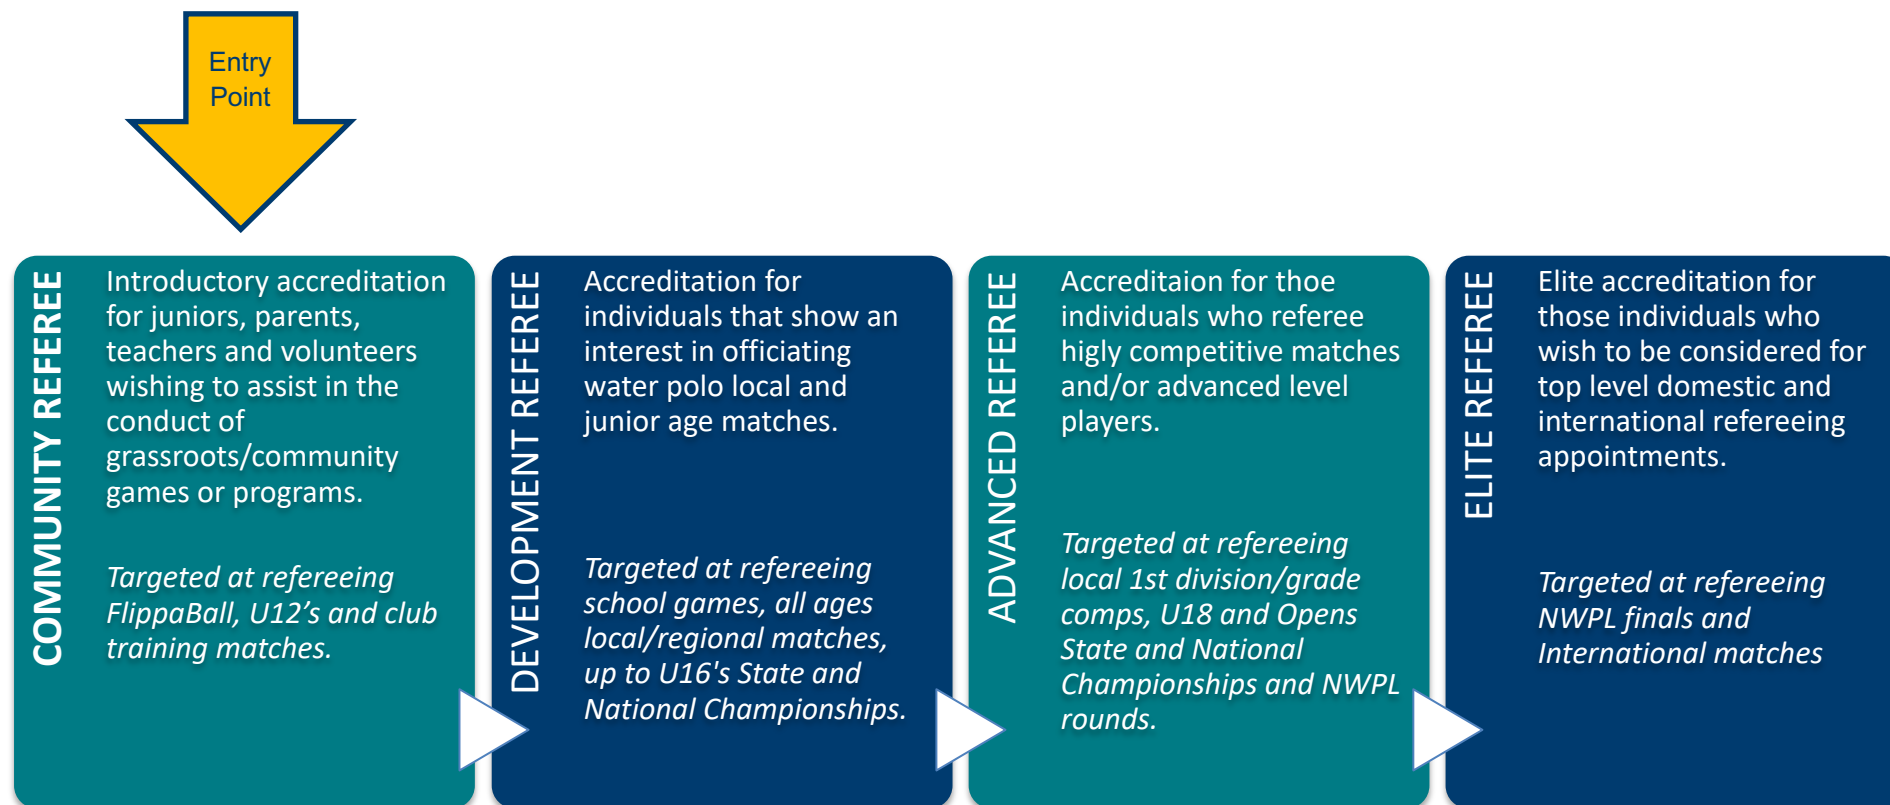 Entry
Point
COMMUNITY REFEREE
Introductory accreditation
for juniors, parents,
teachers and volunteers
wishing to assist in the
conduct of
grassroots/community
games or programs.
Targeted at refereeing
FlippaBall, U12’s and club
training matches.
DEVELOPMENT REFEREE
Accreditation for
individuals that show an
interest in officiating
water polo local and
junior age matches.
Targeted at refereeing
school games, all ages
local/regional matches,
up to U16's State and
National Championships.
ADVANCED REFEREE
Accreditaion for thoe
individuals who referee
higly competitive matches
and/or advanced level
players.
Targeted at refereeing
local 1st division/grade
comps, U18 and Opens
State and National
Championships and NWPL
rounds.
ELITE REFEREE
Elite accreditation for
those individuals who
wish to be considered for
top level domestic and
international refereeing
appointments.
Targeted at refereeing
NWPL finals and
International matches